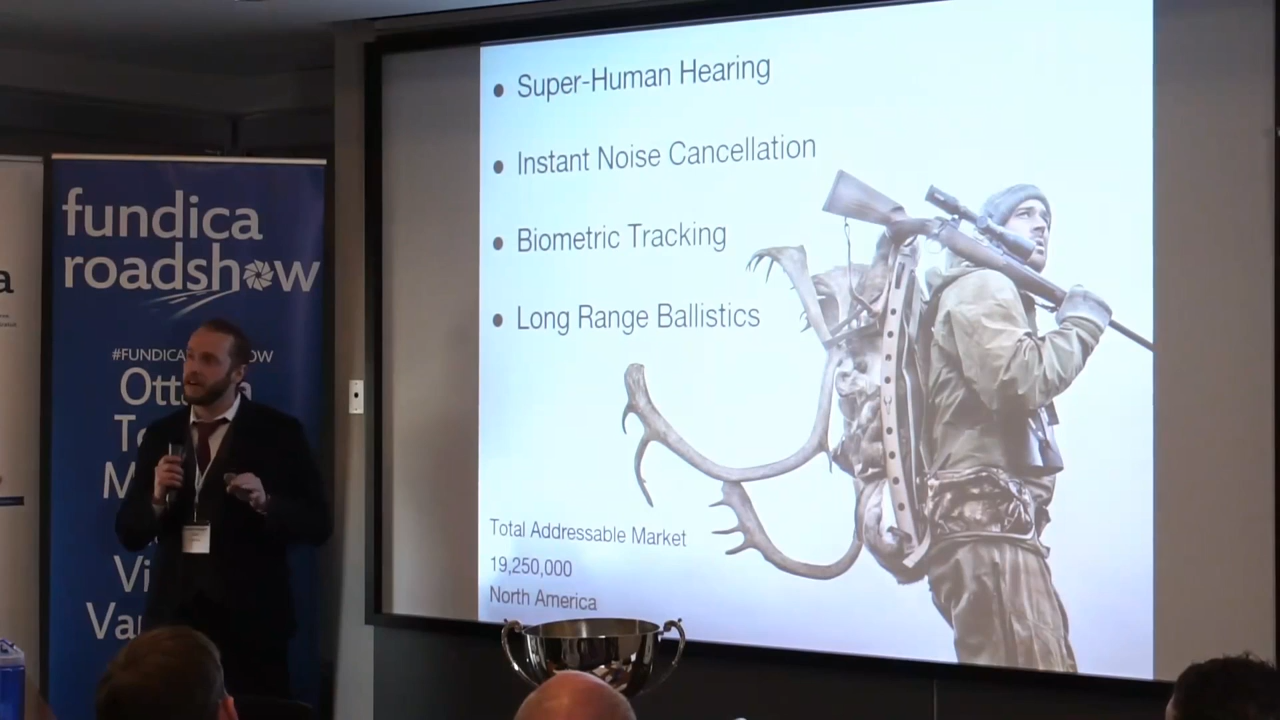 fundica
roadshow
a
Super-Human Hearing
Instant Noise Cancellation
Biometric Tracking
Long Range Ballistics
Total Addressable Market
19,250,000
North America